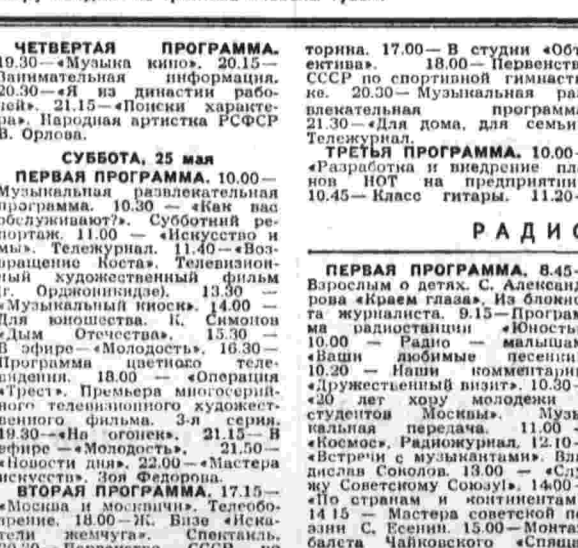 ЧЕТВЕРТАЯ ПРОГРАММА.
19.30—«Музыка кино». 20.15—
Занимательная информация.
20.30—«Я из династии рабо-
чей». 21.15—«Поиски характе-
ра». Народная артистка РСФСР
В. Орлова.
СУББОТА, 25 мая
ПЕРВАЯ ПРОГРАММА. 10.00—
Музыкальная развлекательная
программа. 10.30 — «Как вас
обслуживают?». Субботний ре-
портаж. 11.00 — «Искусство и
мы». Тележурнал. 11.40—«Воз-
вращение Коста». Телевизион-
ный художественный фильм
(г. Орджоникидзе). 13.30 —
«Музыкальный киоск». 14.00 —
Для юношества. К. Симонов
«Дым Отечества». 15.30 —
В эфире—«Молодость». 16.30—
Программа цветного теле-
видения. 18.00 — «Операция
«Трест». Премьера многосерий-
ного телевизионного художест-
венного фильма. 3-я серия.
19.30—«На огонек». 21.15— В
эфире —«Молодость». 21.50—
«Новости дня». 22.00—«Мастера
искусств». Зоя Федорова.
ВТОРАЯ ПРОГРАММА. 17.15—
«Москва и москвичи». Телеобо-
зрение. 18.00—Ж. Бизе «Иска-
тели жемчуга». Спектакль.
торина. 17.00— В студии «Объ
ектива». 18.00— Первенств
СССР по спортивной гимнасти
ке. 20.30— Музыкальная раз
влекательная программа
21.30—«Для дома, для семьи
Тележурнал.
ТРЕТЬЯ ПРОГРАММА. 10.00—
«Разработка и внедрение пла
нов НОТ на предприятии
10.45— Класс гитары. 11.20—
РАДИО
ПЕРВАЯ ПРОГРАММА. 8.45—
Взрослым о детях. С. Александ
рова «Краем глаза». Из блокно
та журналиста. 9.15—Програм
ма радиостанции «Юность
10.00 — Радио — малышам
«Ваши любимые песенки
10.20 — Наши комментарии
«Дружественный визит». 10.30—
«20 лет хору молодежи
студентов Москвы». Музы
кальная передача. 11.00 —
«Космос». Радиожурнал. 12.10—
«Встречи с музыкантами». Вла
дислав Соколов. 13.00 — «Слу
жу Советскому Союзу!». 14.00—
«По странам и континентам
14 15 — Мастера советской по
эзии С. Есенин. 15.00—Монта
балета Чайковского «Спяща